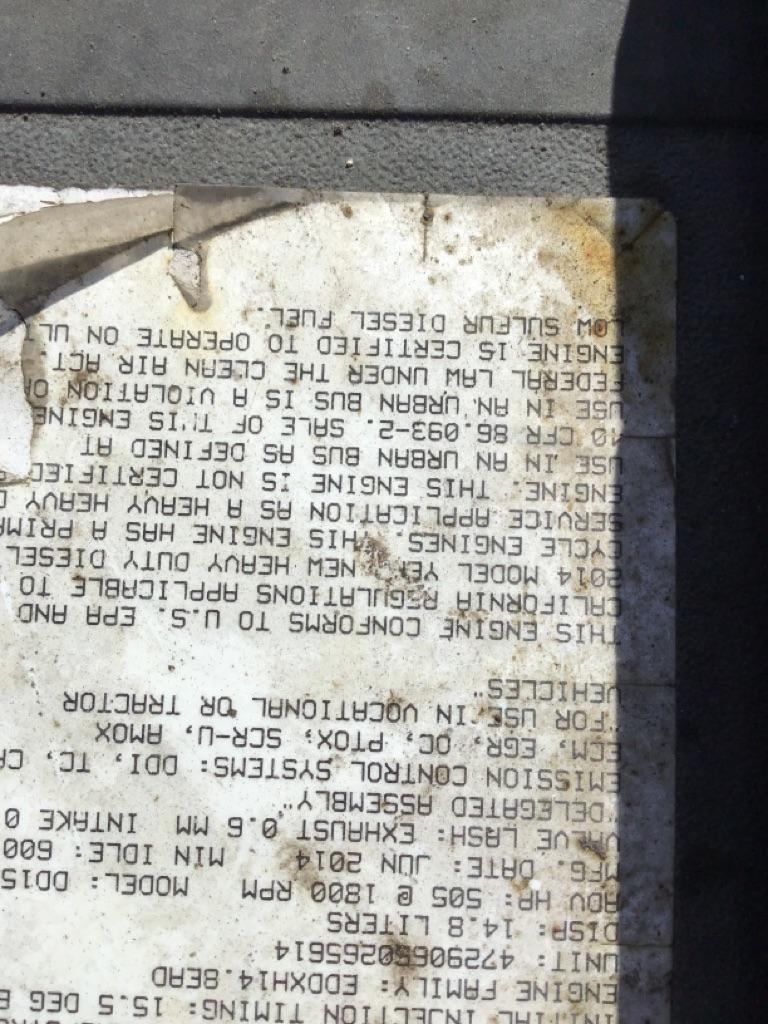 INITIAL INJECTION TIMING: 15.5 DEG
ENGINE FAMILY: EDDXH14.8EAD
UNIT:
DISP: 14.8 LITERS
ADV HP: 505 @ 1800 RPM MODEL: DD15
MFG. DATE: JUN 2014 MIN IDLE: 600
VALVE LASH: EXHAUST 0.6 MM INTAKE 0
"DELEGATED ASSEMBLY"
EMISSION CONTROL SYSTEMS: DDI, TC, CA
ECM, EGR, OC, PTOX, SCR-U, AMOX
"FOR USE IN VOCATIONAL OR TRACTOR
VEHICLES"
THIS ENGINE CONFORMS TO U.S. EPA AND
CALIFORNIA REGULATIONS APPLICABLE TO
2014 MODEL YEAR NEW HEAVY DUTY DIESEL
CYCLE ENGINES. THIS ENGINE HAS A PRIMA
SERVICE APPLICATION AS A HEAVY HEAVY D
ENGINE. THIS ENGINE IS NOT CERTIFIED
USE IN AN URBAN BUS AS DEFINED AT
40 CFR 86.093-2. SALE OF THIS ENGINE
USE IN AN URBAN BUS IS A VIOLATION OF
FEDERAL LAW UNDER THE CLEAN AIR ACT.
ENGINE IS CERTIFIED TO OPERATE ON ULT
LOW SULFUR DIESEL FUEL.